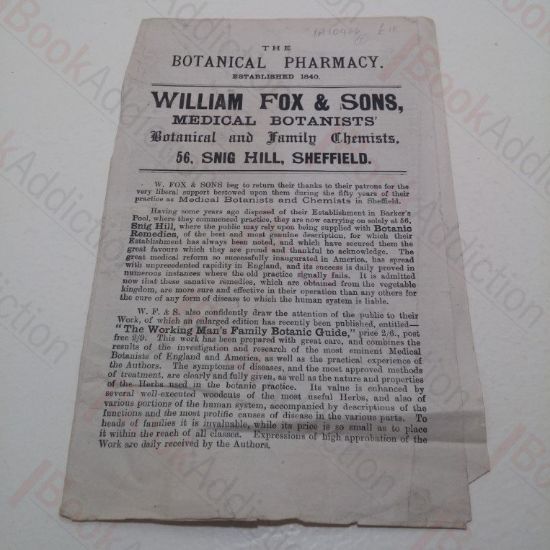 THE
BOTANICAL PHARMACY.
ESTABLISHED 1840.
WILLIAM FOX & SONS,
MEDICAL BOTANISTS'
Botanical and Family Chemists,
56, SNIG HILL, SHEFFIELD.
W. FOX & SONS beg to return their thanks to their patrons for the
very liberal support bestowed upon them during the fifty years of their
practice as Medical Botanists and Chemists in Sheffield.
Having some years ago disposed of their Establishment in Barker's
Pool, where they commenced practice, they are now carrying on solely at 56,
Snig Hill, where the public may rely upon being supplied with Botanic
Remedies, of the best and most genuine description, for which their
Establishment has always been noted, and which have secured them the
great favours which they are proud and thankful to acknowledge. The
great medical reform so successfully inaugurated in America, has spread
with unprecedented rapidity in England, and its success is daily proved in
numerous instances where the old practice signally fails. It is admitted
now that these sanative remedies, which are obtained from the vegetable
kingdom, are more sure and effective in their operation than any others for
the cure of any form of disease to which the human system is liable.
W. F. & S. also confidently draw the attention of the public to their
Work, of which an enlarged edition has recently been published, entitled—
"The Working Man's Family Botanic Guide," price 2/6., post
free 2/9. This work has been prepared with great care, and combines the
results of the investigation and research of the most eminent Medical
Botanists of England and America, as well as the practical experience of
the Authors. The symptoms of diseases, and the most approved methods
of treatment, are clearly and fully given, as well as the nature and properties
of the Herbs used in the botanic practice. Its value is enhanced by
several well-executed woodcuts of the most useful Herbs, and also of
various portions of the human system, accompanied by descriptions of the
functions and the most prolific causes of disease in the various parts. To
heads of families it is invaluable, while its price is so small as to place
it within the reach of all classes. Expressions of high approbation of the
Work are daily received by the Authors.
BookAddiction